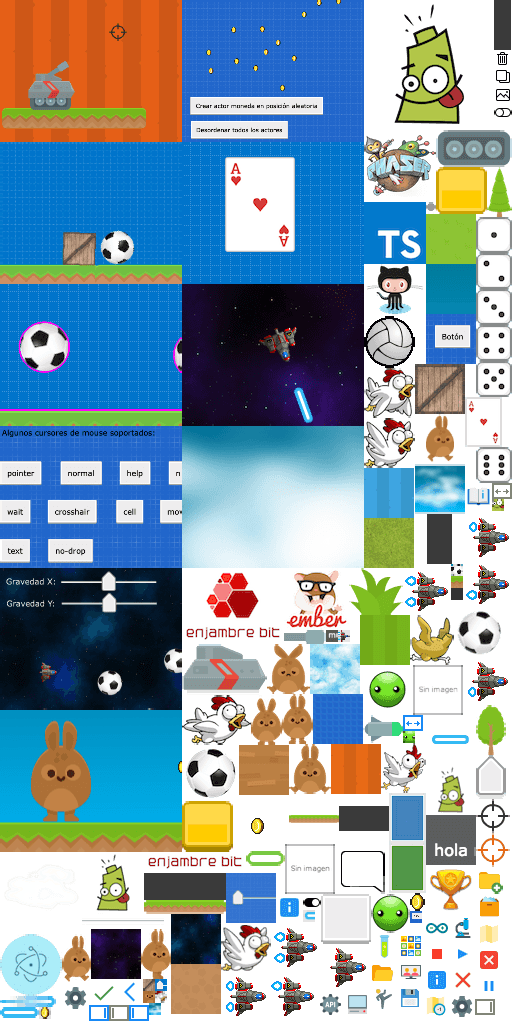 Crear actor moneda en posición aleatoria
Desordenar todos los actores
A
A
PHASER
TS
Botón
A
Algunos cursores de mouse soportados:
pointer
normal
help
n
wait
crosshair
cell
mov
text
no-drop
Gravedad X:
Gravedad Y:
enjambre bit
ember
Sin imagen
enjambre bit
Sin imagen
hola
API